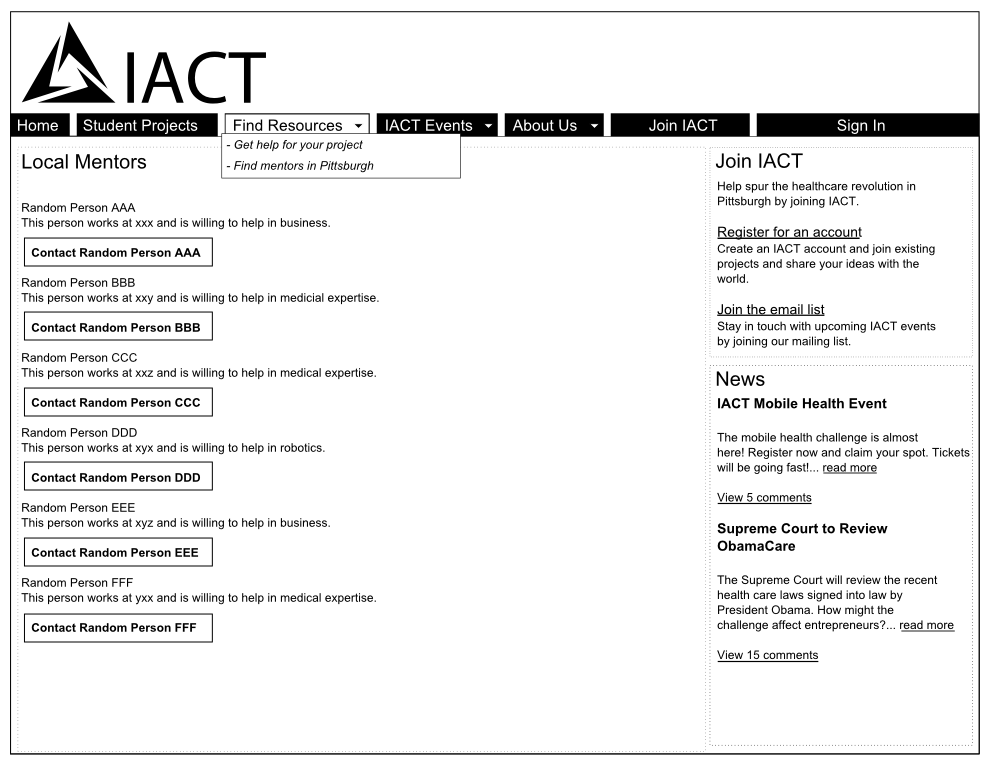 IACT
Home
Student Projects
Find Resources
IACT Events
About Us
Join IACT
Sign In
- Get help for your project
- Find mentors in Pittsburgh
Local Mentors
Random Person AAA
This person works at xxx and is willing to help in business.
Contact Random Person AAA
Random Person BBB
This person works at xxy and is willing to help in medicial expertise.
Contact Random Person BBB
Random Person CCC
This person works at xxz and is willing to help in medical expertise.
Contact Random Person CCC
Random Person DDD
This person works at xyx and is willing to help in robotics.
Contact Random Person DDD
Random Person EEE
This person works at xyz and is willing to help in business.
Contact Random Person EEE
Random Person FFF
This person works at yxx and is willing to help in medical expertise.
Contact Random Person FFF
Join IACT
Help spur the healthcare revolution in
Pittsburgh by joining IACT.
Register for an account
Create an IACT account and join existing
projects and share your ideas with the
world.
Join the email list
Stay in touch with upcoming IACT events
by joining our mailing list.
News
IACT Mobile Health Event
The mobile health challenge is almost
here! Register now and claim your spot. Tickets
will be going fast!... read more
View 5 comments
Supreme Court to Review
ObamaCare
The Supreme Court will review the recent
health care laws signed into law by
President Obama. How might the
challenge affect entrepreneurs?... read more
View 15 comments